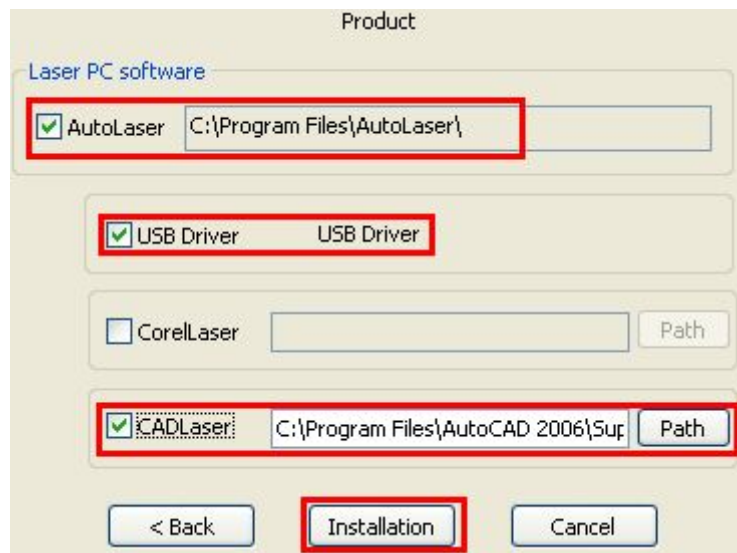 Product
Laser PC software
AutoLaser C:\Program Files\AutoLaser\
USB Driver USB Driver
CorelLaser Path
CADLaser C:\Program Files\AutoCAD 2006\Sup Path
< Back Installation Cancel